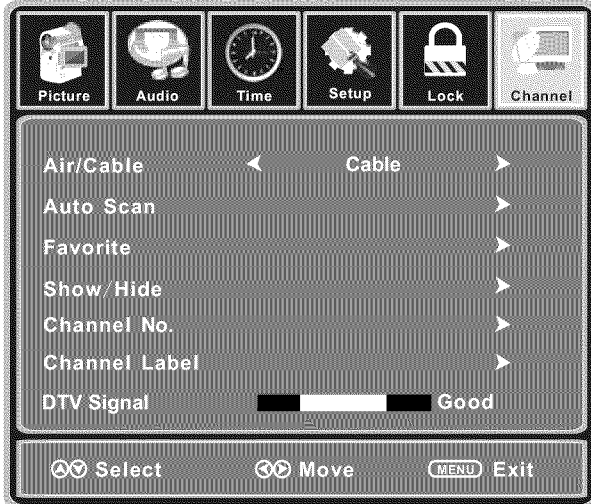 Picture Audio Time Setup Lock Channel
Air/Cable Cable
Auto Scan
Favorite
Show/Hide
Channel No.
Channel Label
DTV Signal Good
Select Move MENU Exit